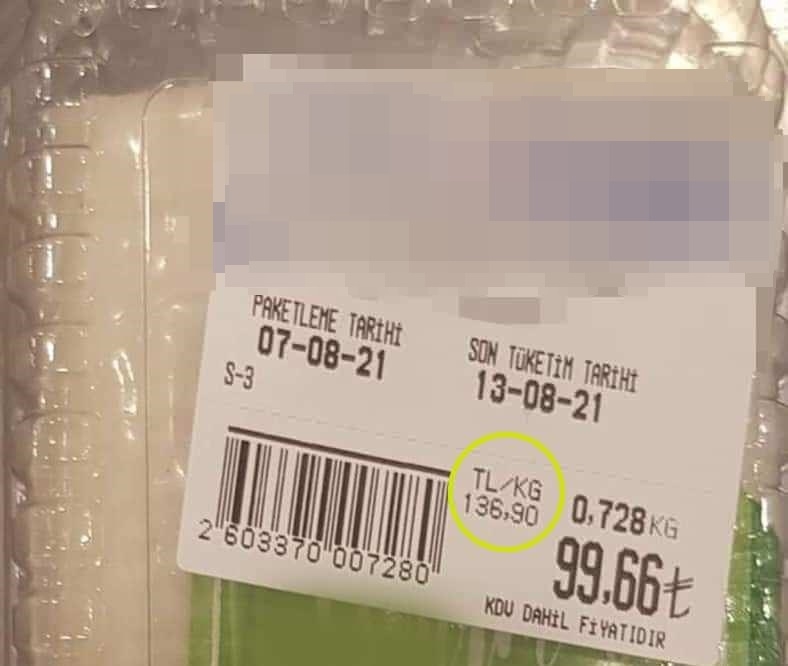 PAKETLEME TARİHİ
07-08-21
SON TÜKETİM TARİHİ
13-08-21
S-3
TL/KG
136,90
0,728 KG
99,66₺
2 603370 007280
KDV DAHİL FİYATIDIR